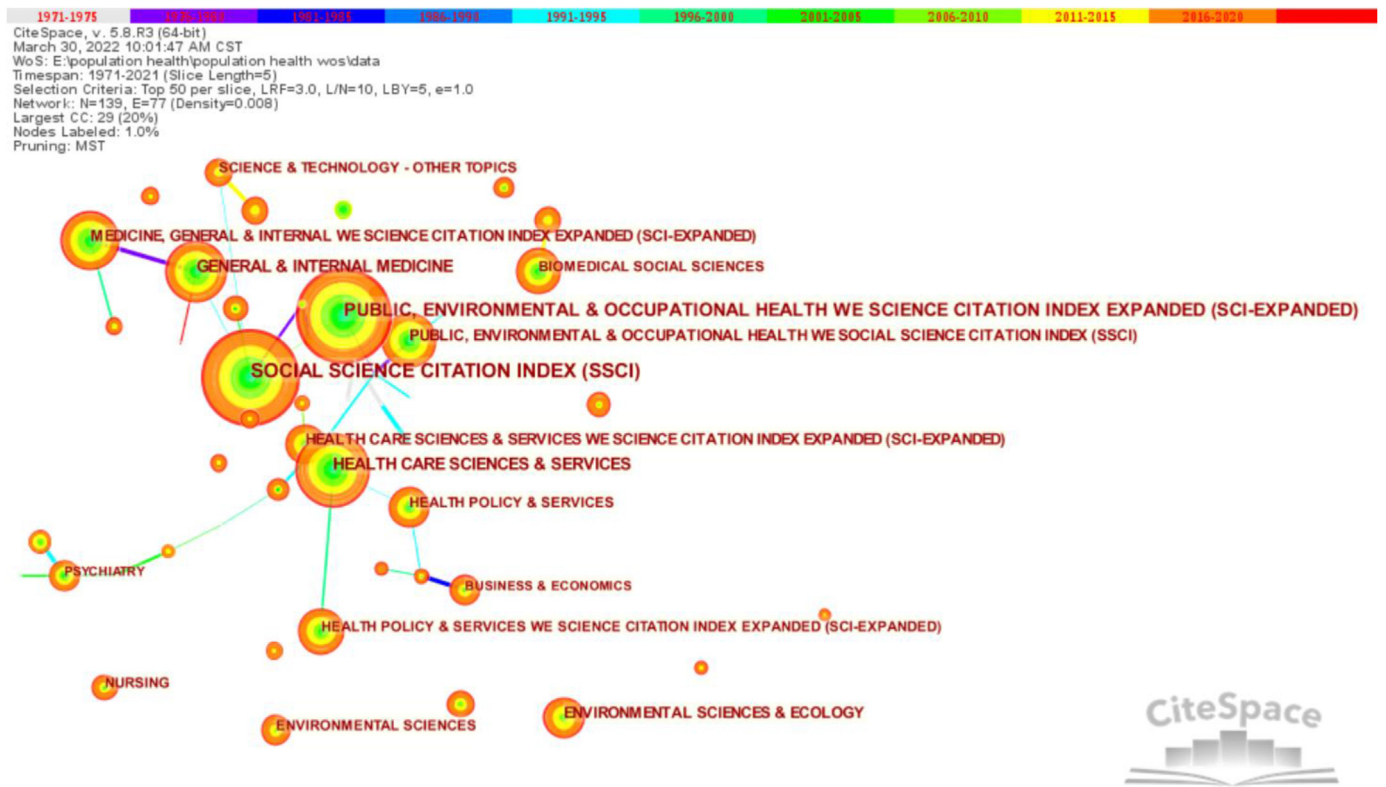 1971-1975 1976-1980 1981-1985 1986-1990 1991-1995 1996-2000 2001-2005 2006-2010 2011-2015 2016-2020
CiteSpace, v. 5.8.R3 (64-bit)
March 30, 2022 10:01:47 AM CST
WoS: E:\population health\population health wos\data
Timespan: 1971-2021 (Slice Length=5)
Selection Criteria: Top 50 per slice, LRF=3.0, L/N=10, LBY=5, e=1.0
Network: N=139, E=77 (Density=0.008)
Largest CC: 29 (20%)
Nodes Labeled: 1.0%
Pruning: MST
SCIENCE & TECHNOLOGY - OTHER TOPICS
MEDICINE, GENERAL & INTERNAL WE SCIENCE CITATION INDEX EXPANDED (SCI-EXPANDED)
GENERAL & INTERNAL MEDICINE
BIOMEDICAL SOCIAL SCIENCES
PUBLIC, ENVIRONMENTAL & OCCUPATIONAL HEALTH WE SCIENCE CITATION INDEX EXPANDED (SCI-EXPANDED)
PUBLIC, ENVIRONMENTAL & OCCUPATIONAL HEALTH WE SOCIAL SCIENCE CITATION INDEX (SSCI)
SOCIAL SCIENCE CITATION INDEX (SSCI)
HEALTH CARE SCIENCES & SERVICES WE SCIENCE CITATION INDEX EXPANDED (SCI-EXPANDED)
HEALTH CARE SCIENCES & SERVICES
HEALTH POLICY & SERVICES
PSYCHIATRY
BUSINESS & ECONOMICS
HEALTH POLICY & SERVICES WE SCIENCE CITATION INDEX EXPANDED (SCI-EXPANDED)
NURSING
ENVIRONMENTAL SCIENCES & ECOLOGY
ENVIRONMENTAL SCIENCES
CiteSpace